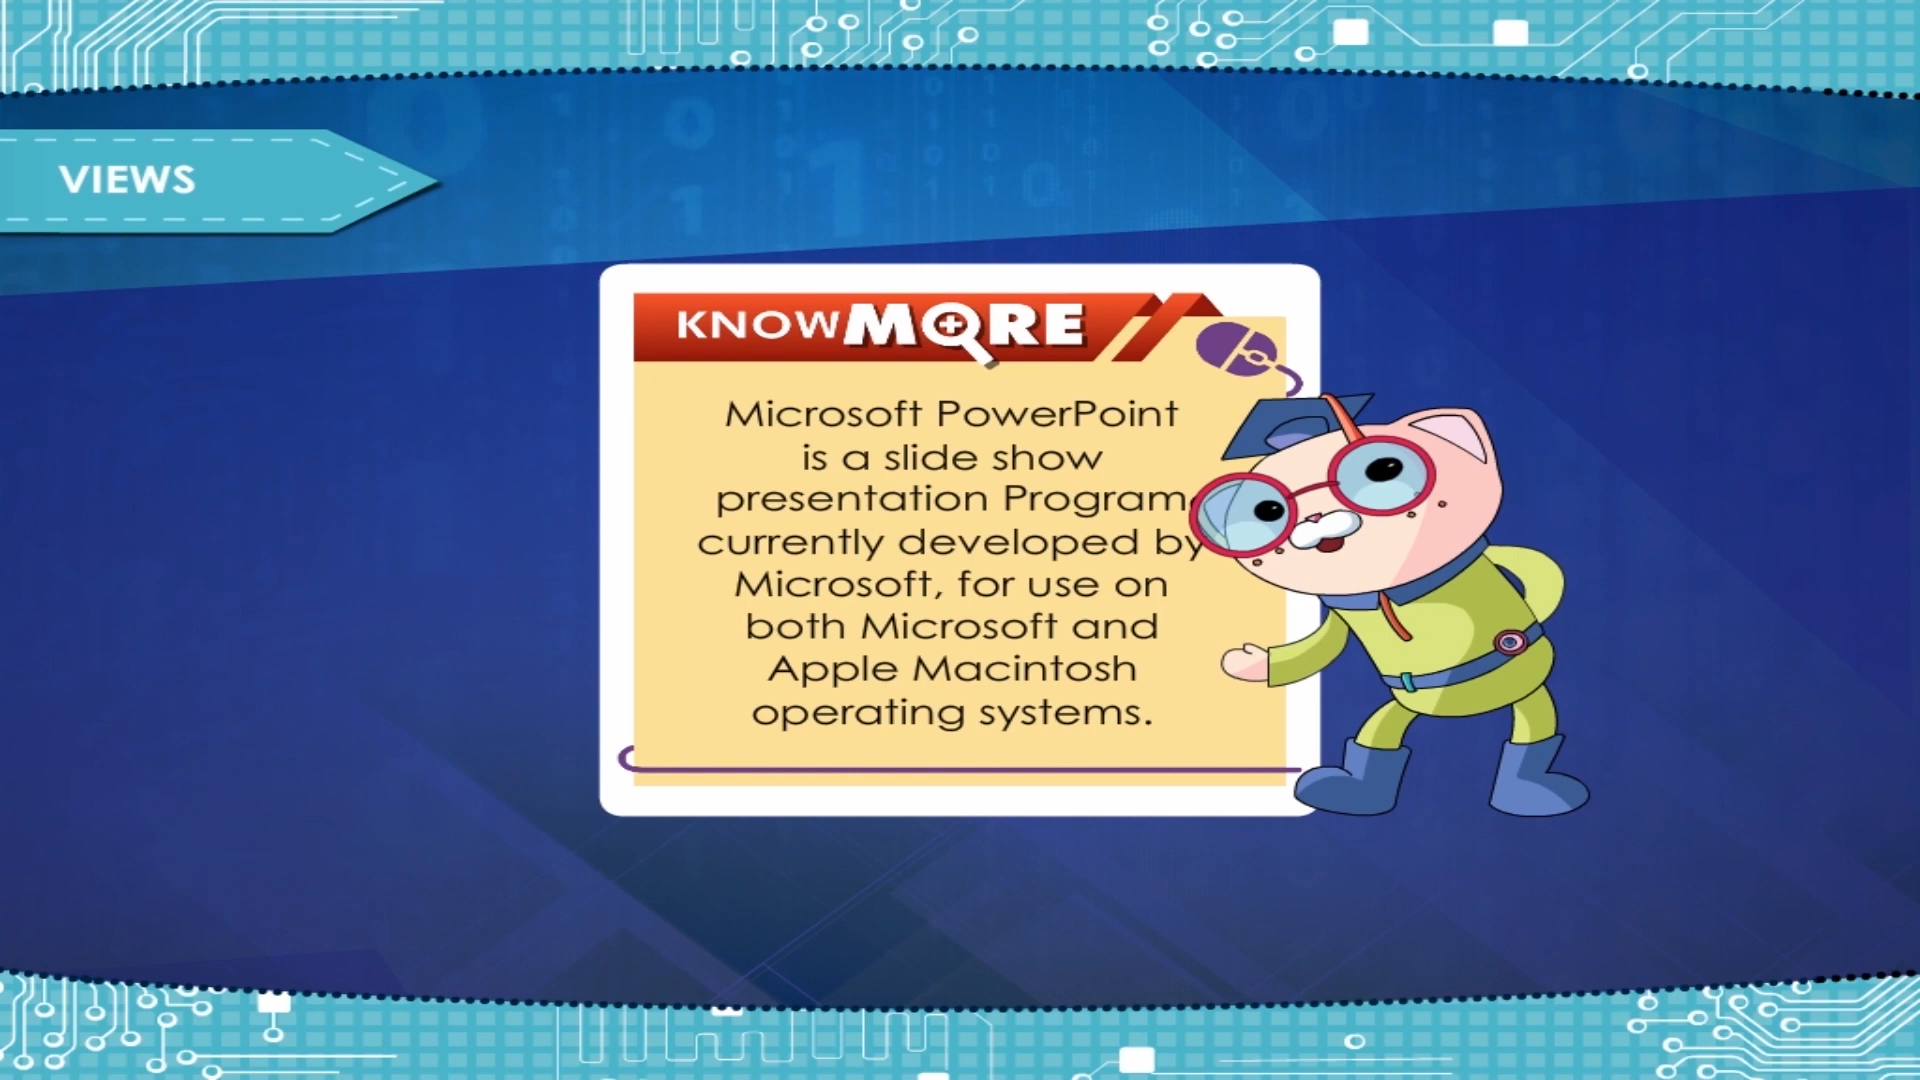 VIEWS
KNOW MORE
Microsoft PowerPoint
is a slide show
presentation Program
currently developed by
Microsoft, for use on
both Microsoft and
Apple Macintosh
operating systems.